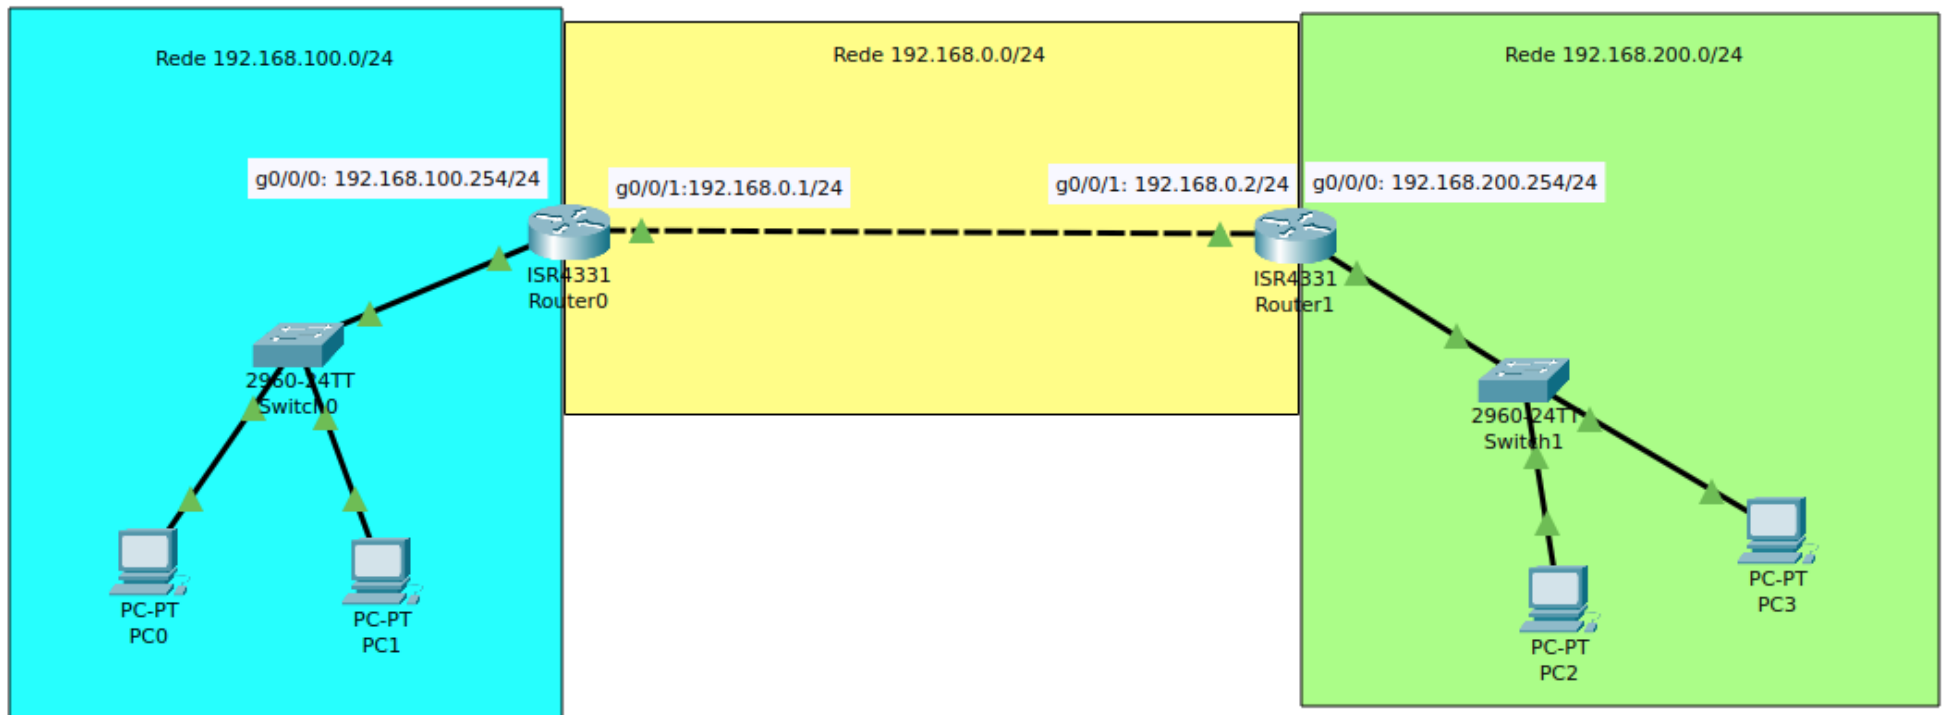 Rede 192.168.100.0/24
Rede 192.168.0.0/24
Rede 192.168.200.0/24
g0/0/0: 192.168.100.254/24
g0/0/1:192.168.0.1/24
g0/0/1: 192.168.0.2/24
g0/0/0: 192.168.200.254/24
ISR4331
Router0
ISR4331
Router1
2960-24TT
Switch0
2960-24TT
Switch1
PC-PT
PC0
PC-PT
PC1
PC-PT
PC2
PC-PT
PC3